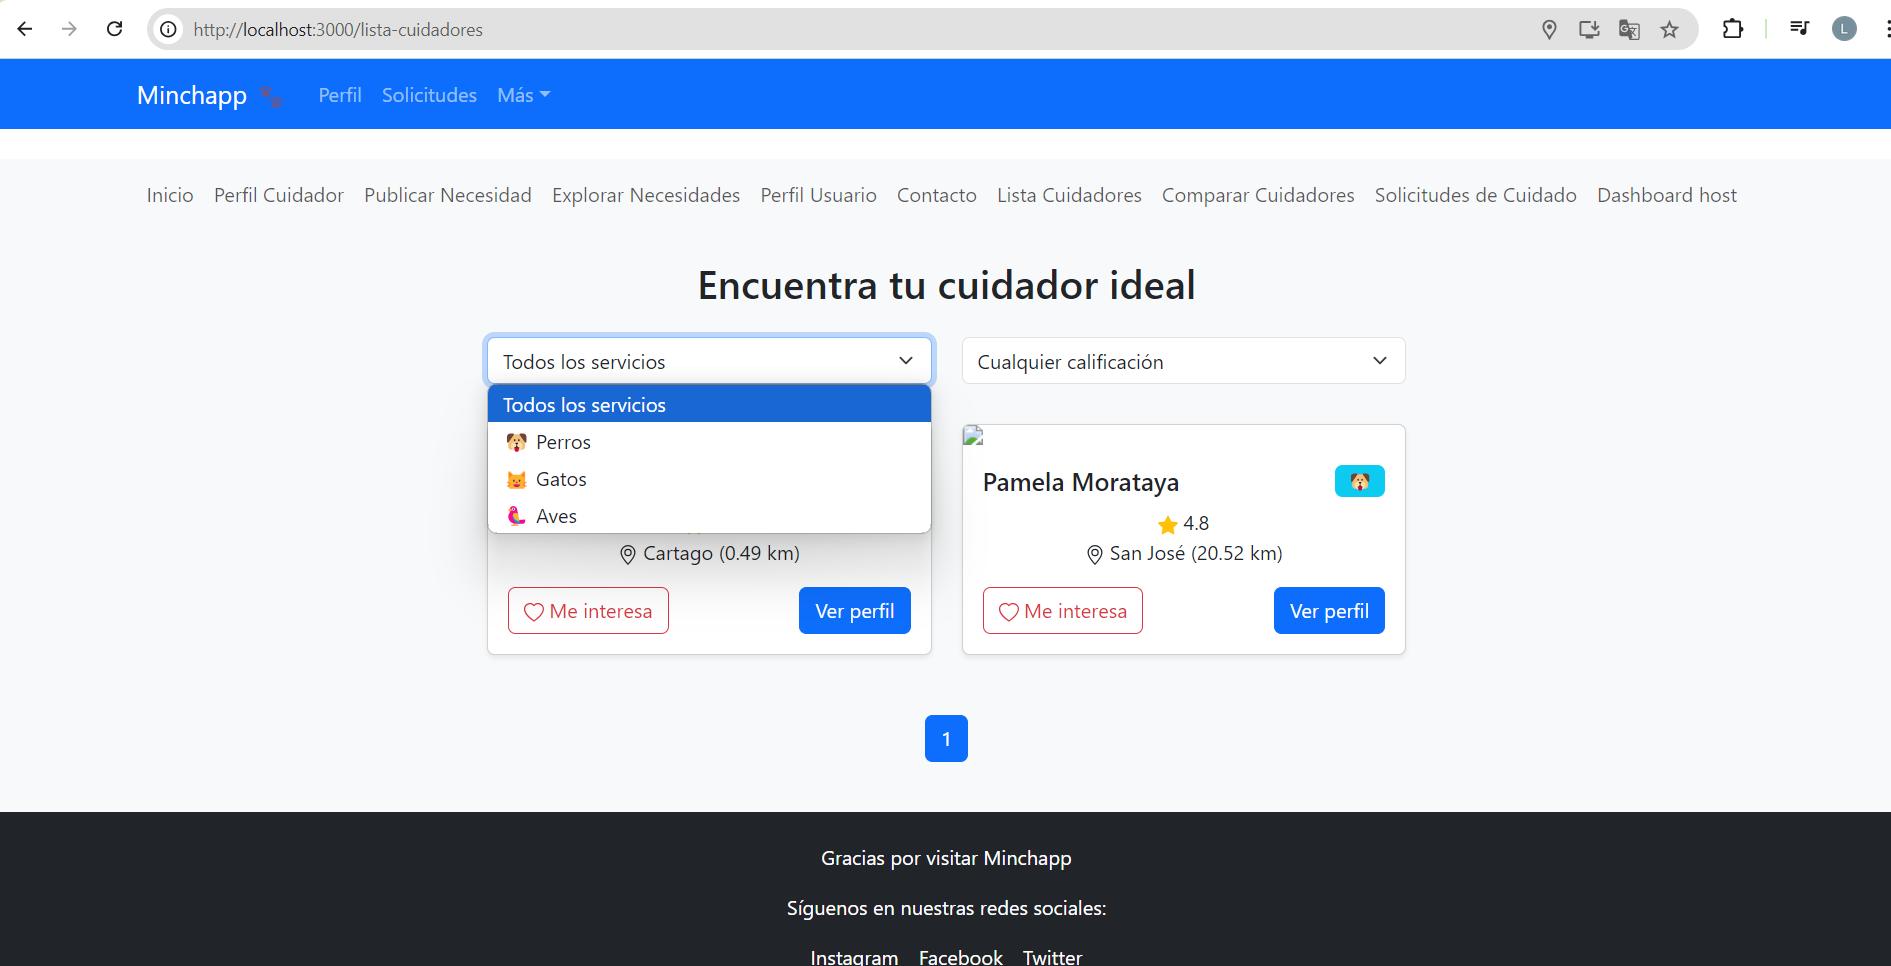 http://localhost:3000/lista-cuidadores
L
Minchapp Perfil Solicitudes Más
Inicio Perfil Cuidador Publicar Necesidad Explorar Necesidades Perfil Usuario Contacto Lista Cuidadores Comparar Cuidadores Solicitudes de Cuidado Dashboard host
Encuentra tu cuidador ideal
Todos los servicios
Cualquier calificación
Todos los servicios
Perros
Gatos
Aves
Cartago (0.49 km)
Me interesa Ver perfil
Pamela Morataya
4.8
San José (20.52 km)
Me interesa Ver perfil
1
Gracias por visitar Minchapp
Síguenos en nuestras redes sociales:
Instagram Facebook Twitter